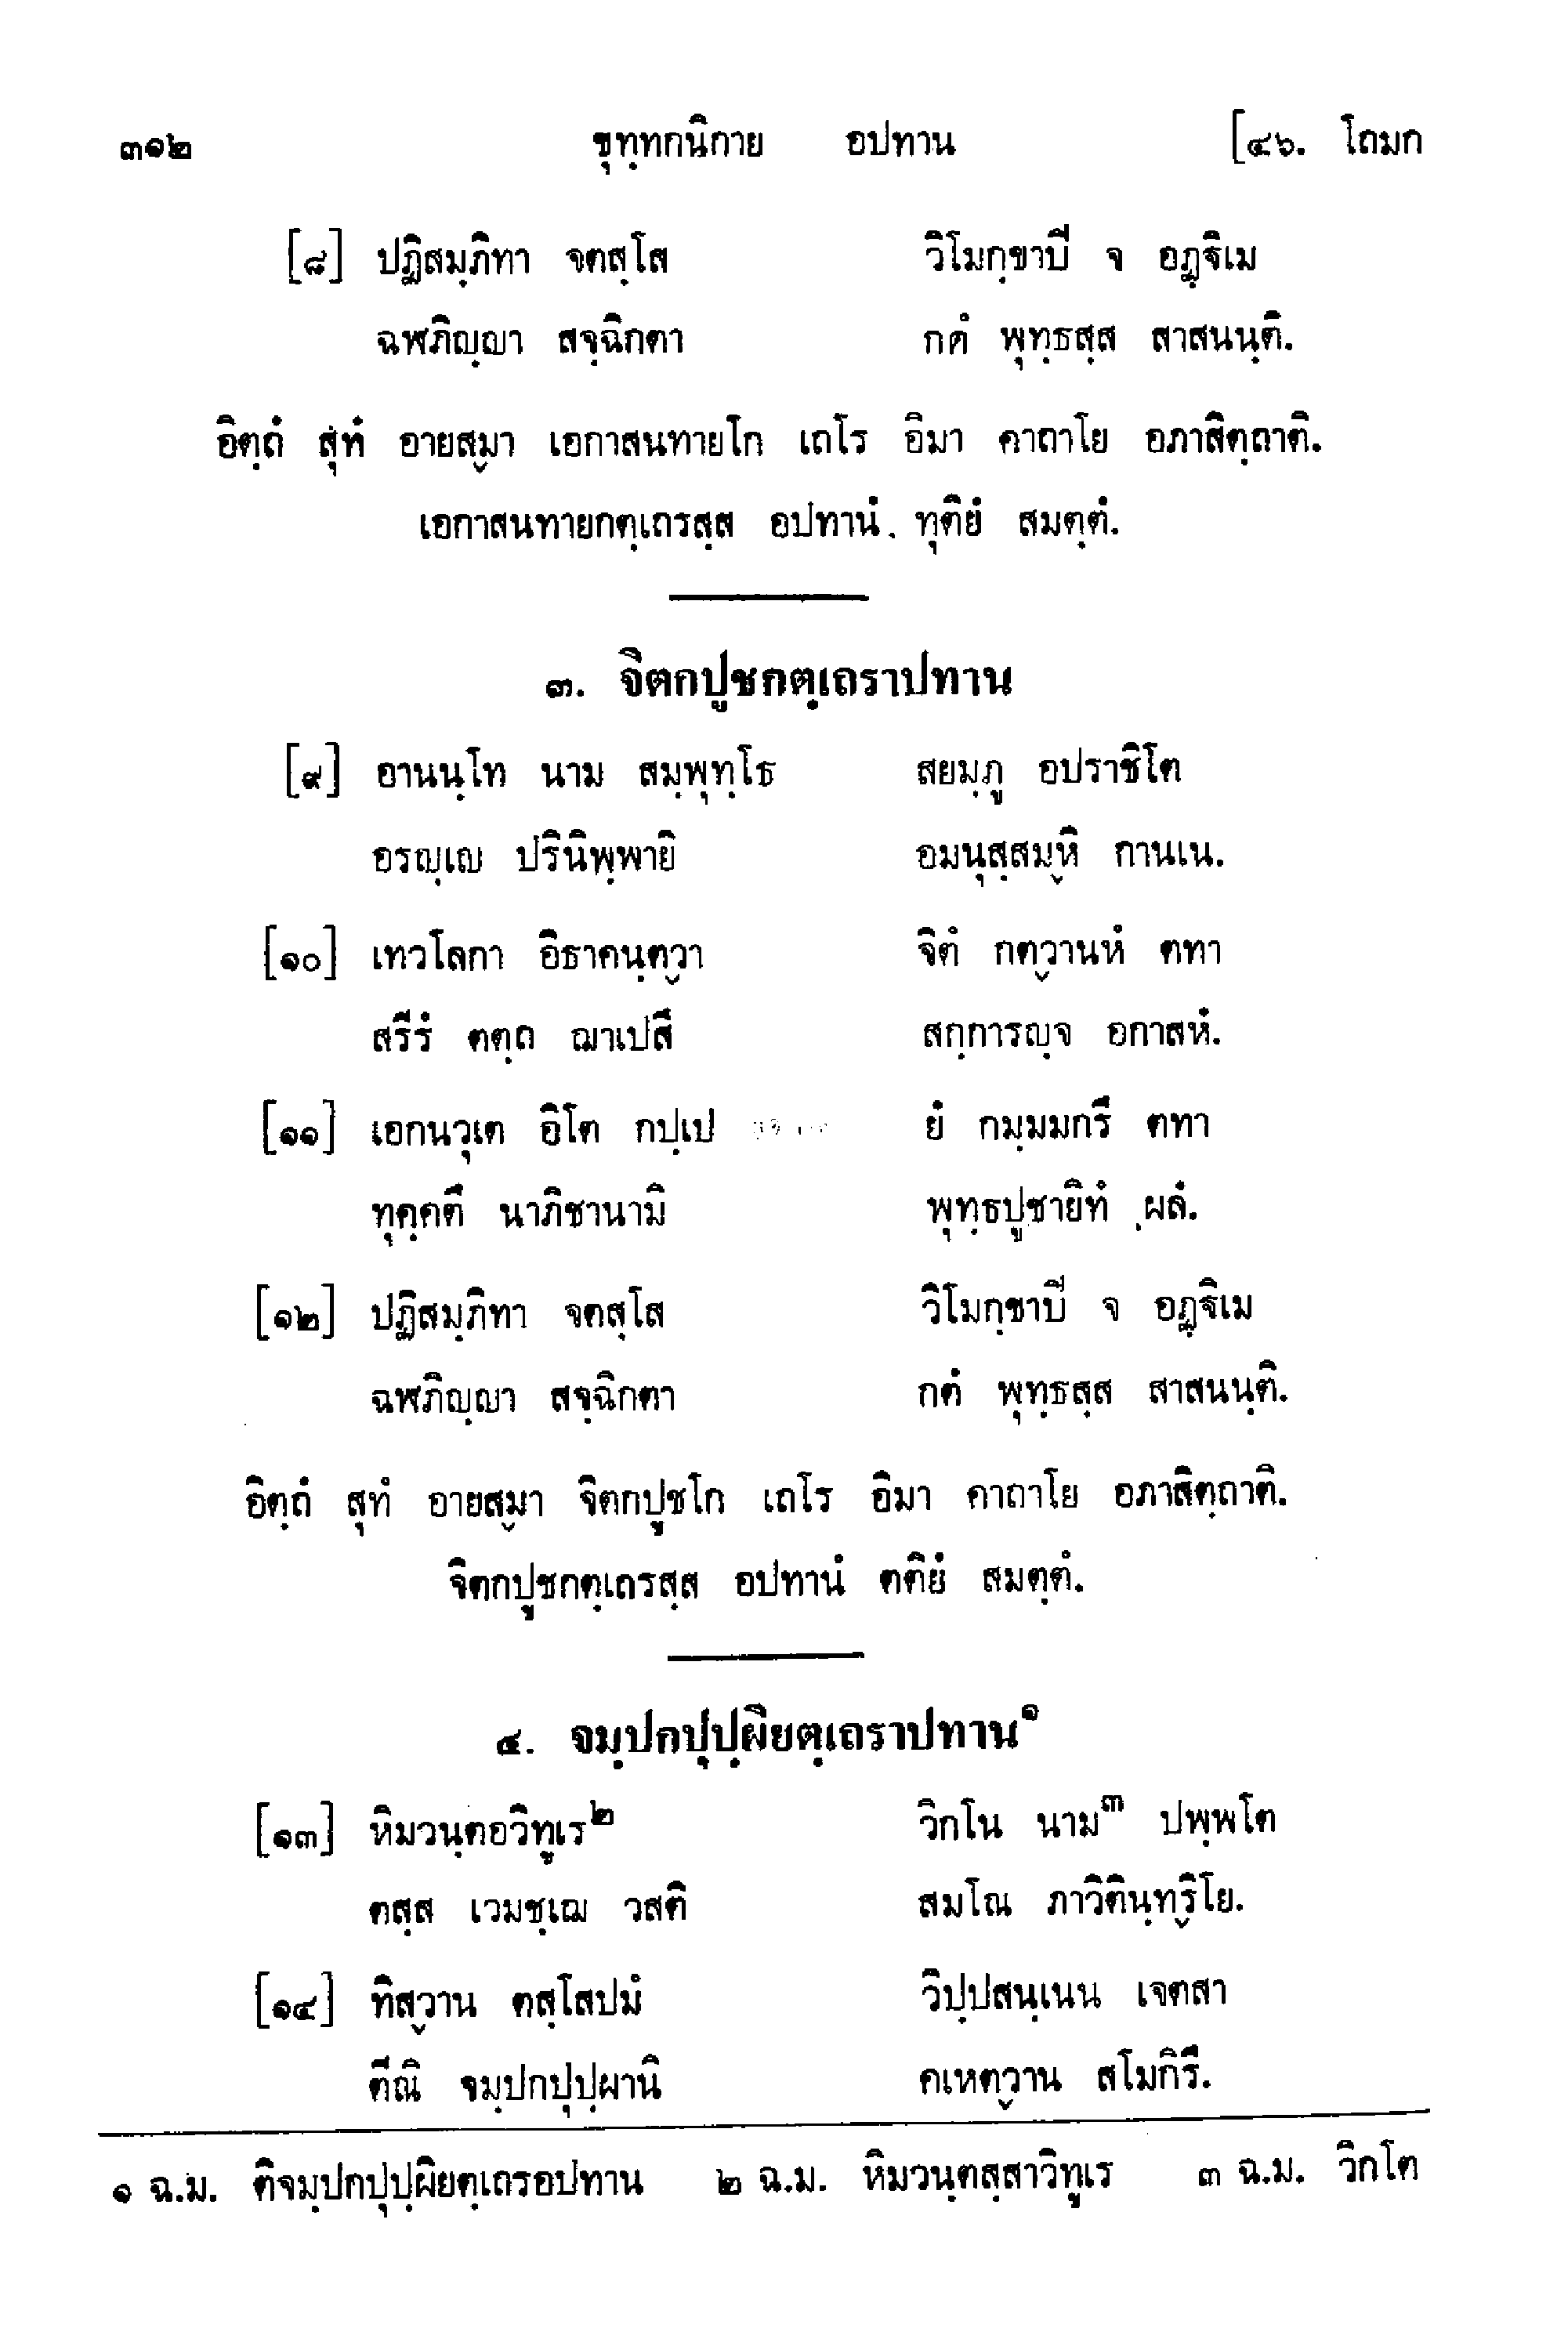 ๓๑๒ ขุทฺทกนิกาย อปทาน [๔๖. โถมก
[๘] ปฏิสมฺภิทา จตสฺโส วิโมกฺขาปิ จ อฏฺฐิเม
ฉฬภิญฺญา สจฺฉิกตา กตํ พุทฺธสฺส สาสนนฺติ.
อิตฺถํ สุทํ อายสฺมา เอกาสนทายโก เถโร อิมา คาถาโย อภาสิตฺถาติ.
เอกาสนทายกตฺเถรสฺส อปทานํ ทุติยํ สมตฺตํ.
๓. จิตกปูชกตฺเถราปทาน
[๙] อานนฺโท นาม สมฺพุทฺโธ สยมฺภู อปราชิโต
อรญฺเญ ปรินิพฺพายิ อมนุสฺสมฺหิ กานเน.
[๑๐] เทวโลกา อิธาคนฺตฺวา จิตํ กตฺวานหํ ตทา
สรีรํ ตตฺถ ฌาเปสึ สกฺการญฺจ อกาสหํ.
[๑๑] เอกนวุเต อิโต กปฺเป ยํ กมฺมมกรึ ตทา
ทุคฺคตึ นาภิชานามิ พุทฺธปูชายิทํ ผลํ.
[๑๒] ปฏิสมฺภิทา จตสฺโส วิโมกฺขาปิ จ อฏฺฐิเม
ฉฬภิญฺญา สจฺฉิกตา กตํ พุทฺธสฺส สาสนนฺติ.
อิตฺถํ สุทํ อายสฺมา จิตกปูชโก เถโร อิมา คาถาโย อภาสิตฺถาติ.
จิตกปูชกตฺเถรสฺส อปทานํ ตติยํ สมตฺตํ.
๔. จมฺปกปุปฺผิยตฺเถราปทาน๑
[๑๓] หิมวนฺตอวิทูเร๒ วิกโน นาม๓ ปพฺพโต
ตสฺส เวมชฺเฌ วสติ สมโณ ภาวิตินฺทฺริโย.
[๑๔] ทิสฺวาน ตสฺโสปมํ วิปฺปสนฺเนน เจตสา
ตีณิ จมฺปกปุปฺผานิ คเหตฺวาน สโมกิรึ.
๑ ฉ.ม. ติจมฺปกปุปฺผิยตฺเถรอปทาน ๒ ฉ.ม. หิมวนฺตสฺสาวิทูเร ๓ ฉ.ม. วิกโต